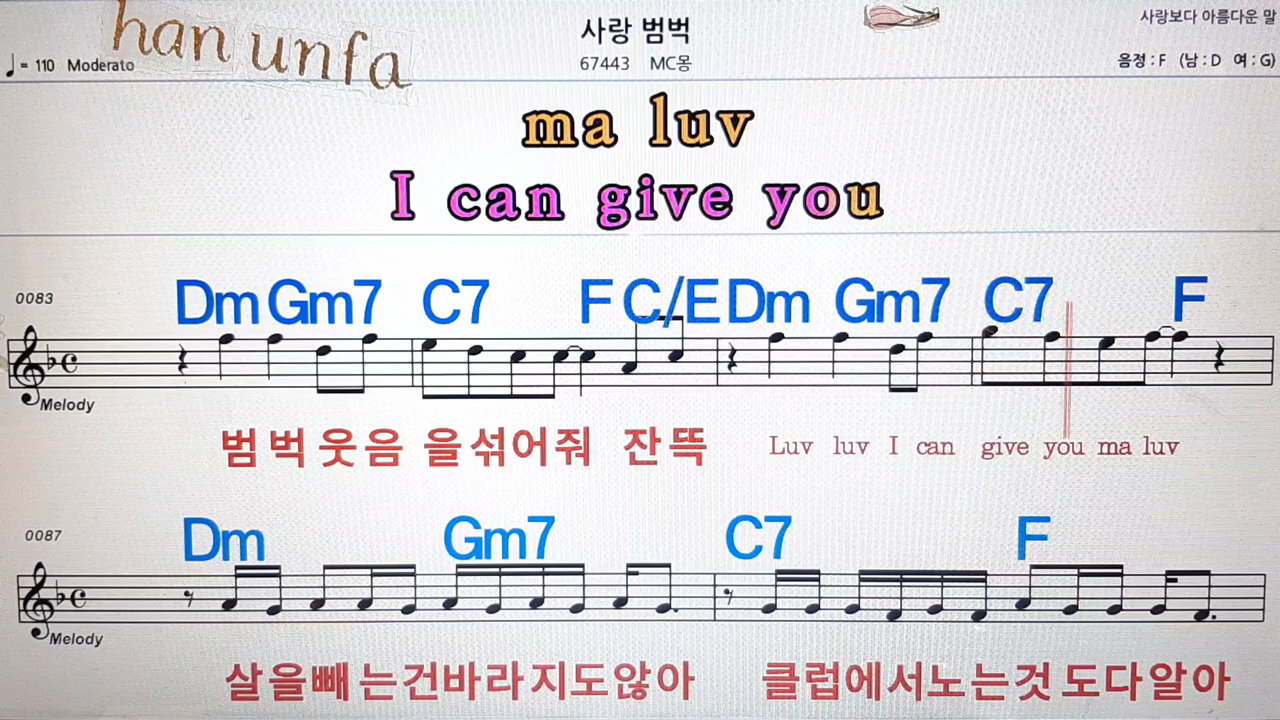 han unfa
사랑 범벅
사랑보다 아름다운 말
♩= 110 Moderato
67443 MC몽
음정 : F (남 : D 여 : G)
ma luv
I can give you
0083
Dm Gm7 C7 F C/E Dm Gm7 C7 F
Melody
범벅웃음 을섞어줘 잔뜩 Luv luv I can give you ma luv
0087
Dm Gm7 C7 F
Melody
살을빼는건바라지도않아 클럽에서노는것도다알아